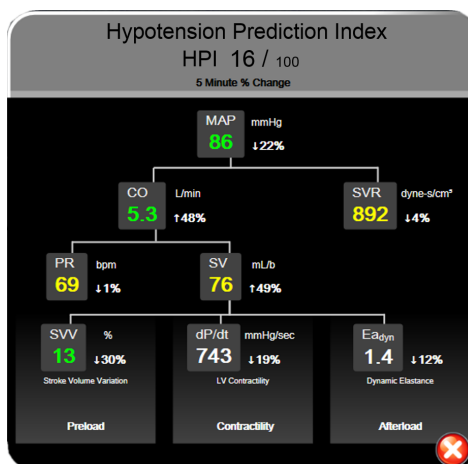 Hypotension Prediction Index
HPI 16 / 100
5 Minute % Change
MAP mmHg
86 ↓22%
CO L/min
5.3 ↑48%
SVR dyne-s/cm⁵
892 ↓4%
PR bpm
69 ↓1%
SV mL/b
76 ↑49%
SVV %
13 ↓30%
Stroke Volume Variation
Preload
dP/dt mmHg/sec
743 ↓19%
LV Contractility
Contractility
Eadyn
1.4 ↓12%
Dynamic Elastance
Afterload